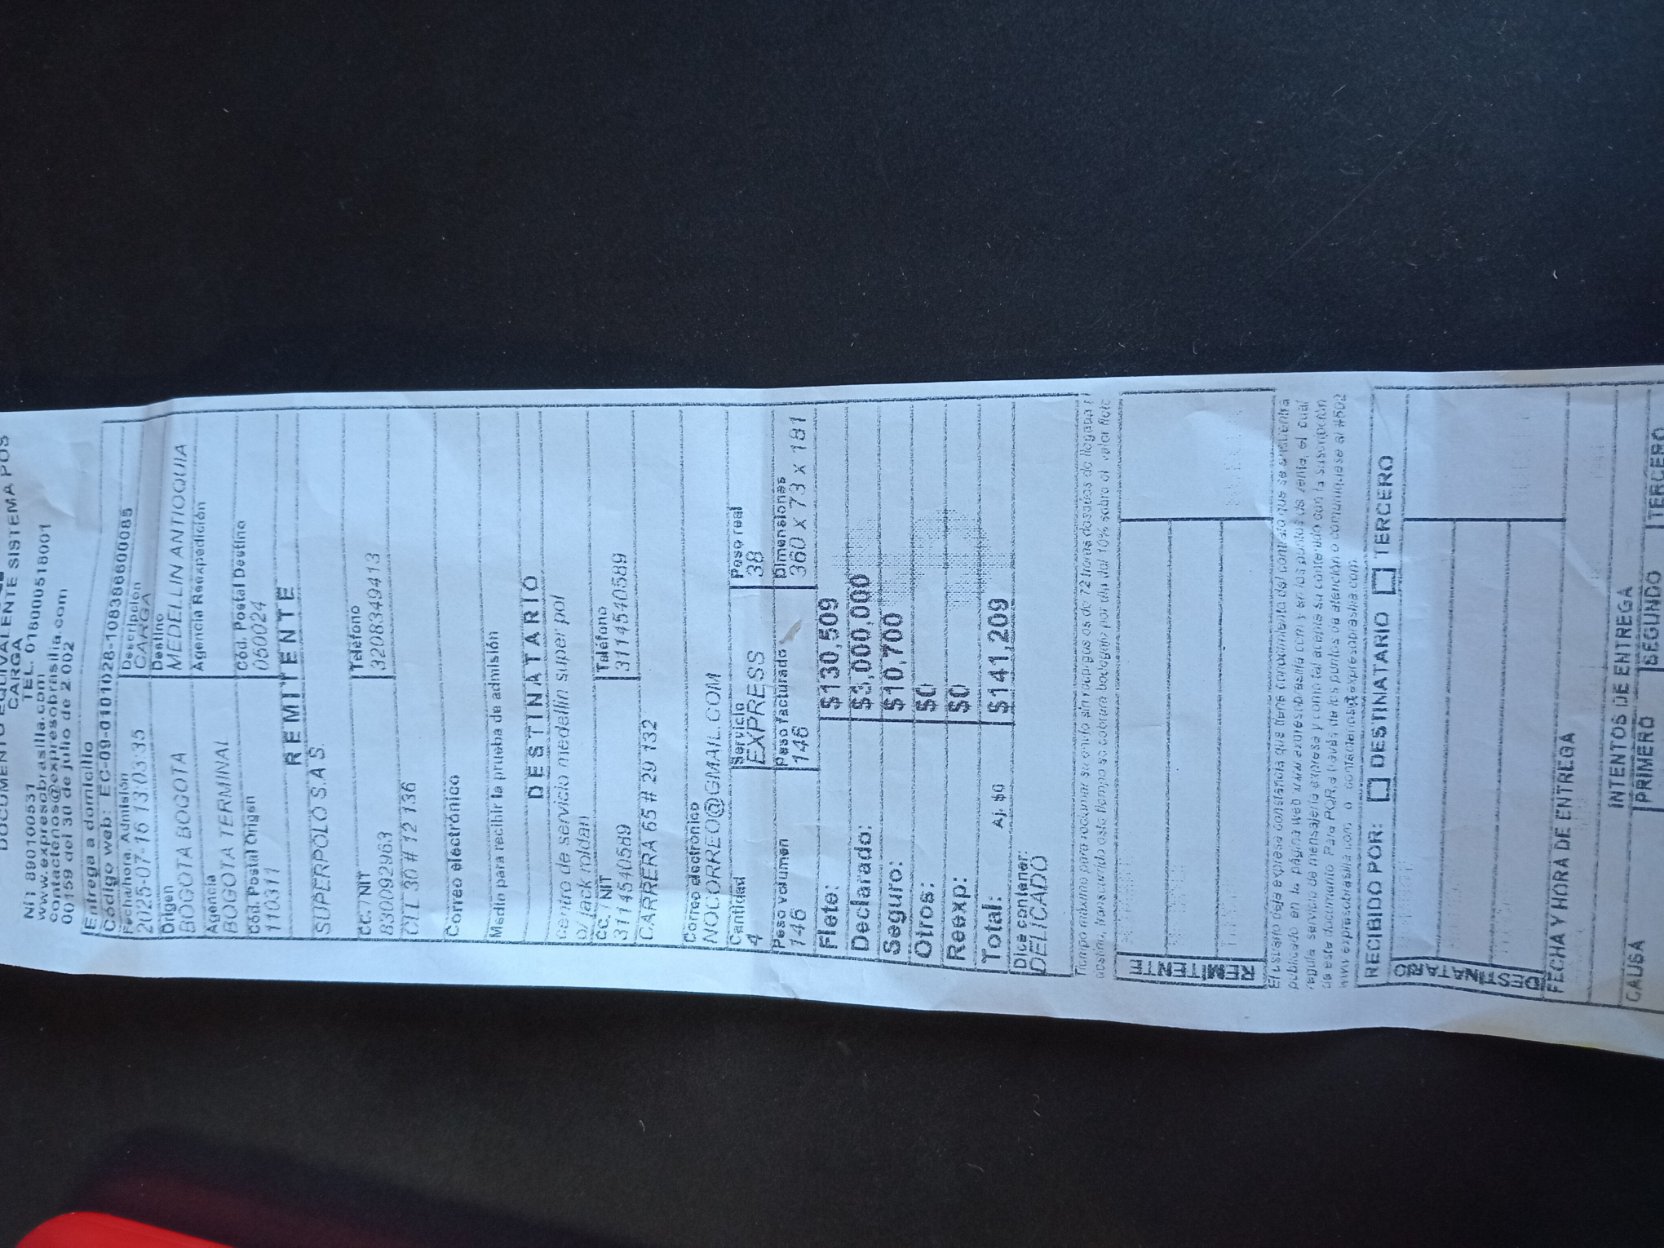 DOCUMENTO EQUIVALENTE SISTEMA POS
CARGA
NIT 890100531 TEL. 018000518001
www.expresobrasilia.com
contactenos@expresobrasilia.com
00159 del 30 de julio de 2002
Entrega a domicilio
Código web: EC-09-0101026-10838666000
Fecha/hora Admisión Descripción
2025-07-16 13:03:35 CARGA
Origen Destino
BOGOTA BOGOTA MEDELLIN ANTIOQUIA
Agencia Agencia Reexpedición
BOGOTA TERMINAL
Cód. Postal Origen Cód. Postal Destino
110311 050024
REMITENTE
SUPERPOLO SAS
CC. / NIT Teléfono
830092963 3208349413
CLL 30 # 12 136
Correo electrónico
Medio para recibir la prueba de admisión
DESTINATARIO
centro de servicio medellin super pol
o/ jack roldan
CC. / NIT Teléfono
3114540589 3114540589
CARRERA 65 # 29 132
Correo electrónico
NOCORREO@GMAIL.COM
Cantidad Servicio Peso real
4 EXPRESS 38
Peso volumen Peso facturado Dimensiones
146 146 360 x 73 x 181
Flete: $130,509
Declarado: ,000,000
Seguro: $10,700
Otros: $0
Reexp: $0
Total: Aj. $0 $141,209
Dice contener:
DELICADO
REMITENTE
RECIBIDO POR: DESTINATARIO TERCERO
DESTINATARIO
FECHA Y HORA DE ENTREGA
INTENTOS DE ENTREGA
CAUSA PRIMERO SEGUNDO TERCERO